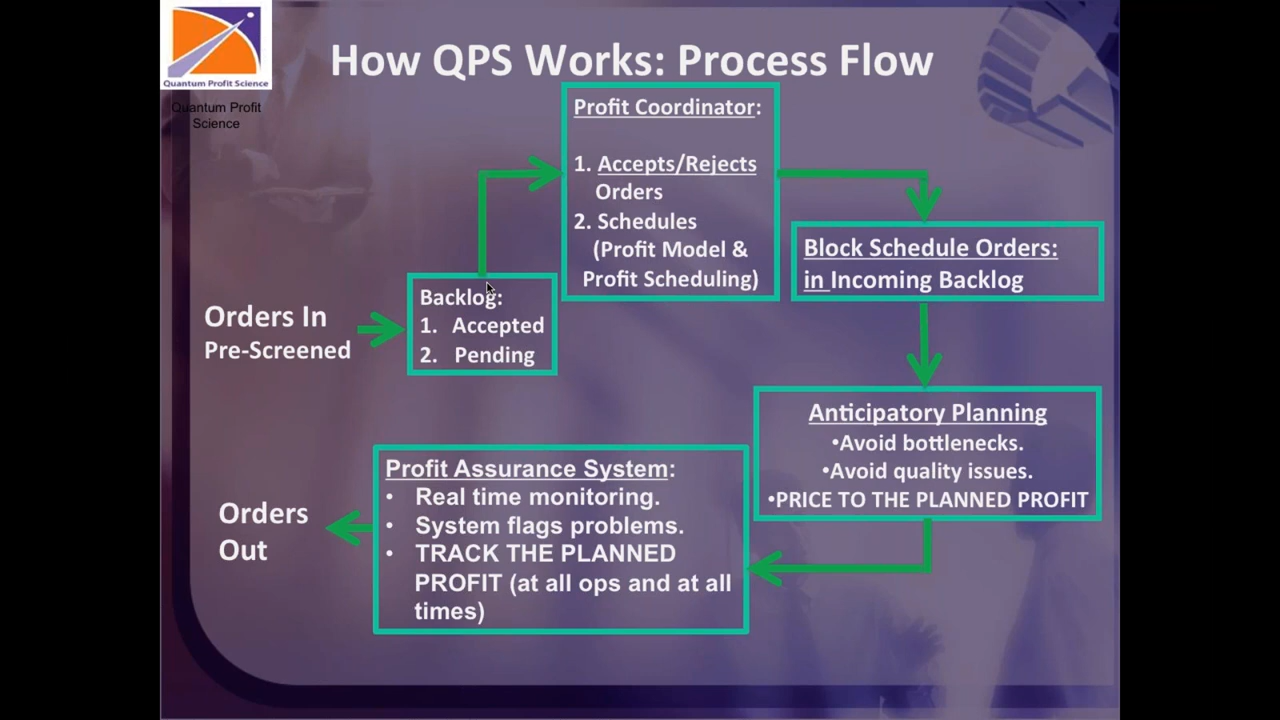 Quantum Profit Science
Quantum Profit
Science
How QPS Works: Process Flow
Orders In
Pre-Screened
Backlog:
1. Accepted
2. Pending
Profit Coordinator:
1. Accepts/Rejects
Orders
2. Schedules
(Profit Model &
Profit Scheduling)
Block Schedule Orders:
in Incoming Backlog
Anticipatory Planning
•Avoid bottlenecks.
•Avoid quality issues.
•PRICE TO THE PLANNED PROFIT
Profit Assurance System:
• Real time monitoring.
• System flags problems.
• TRACK THE PLANNED
PROFIT (at all ops and at all
times)
Orders
Out